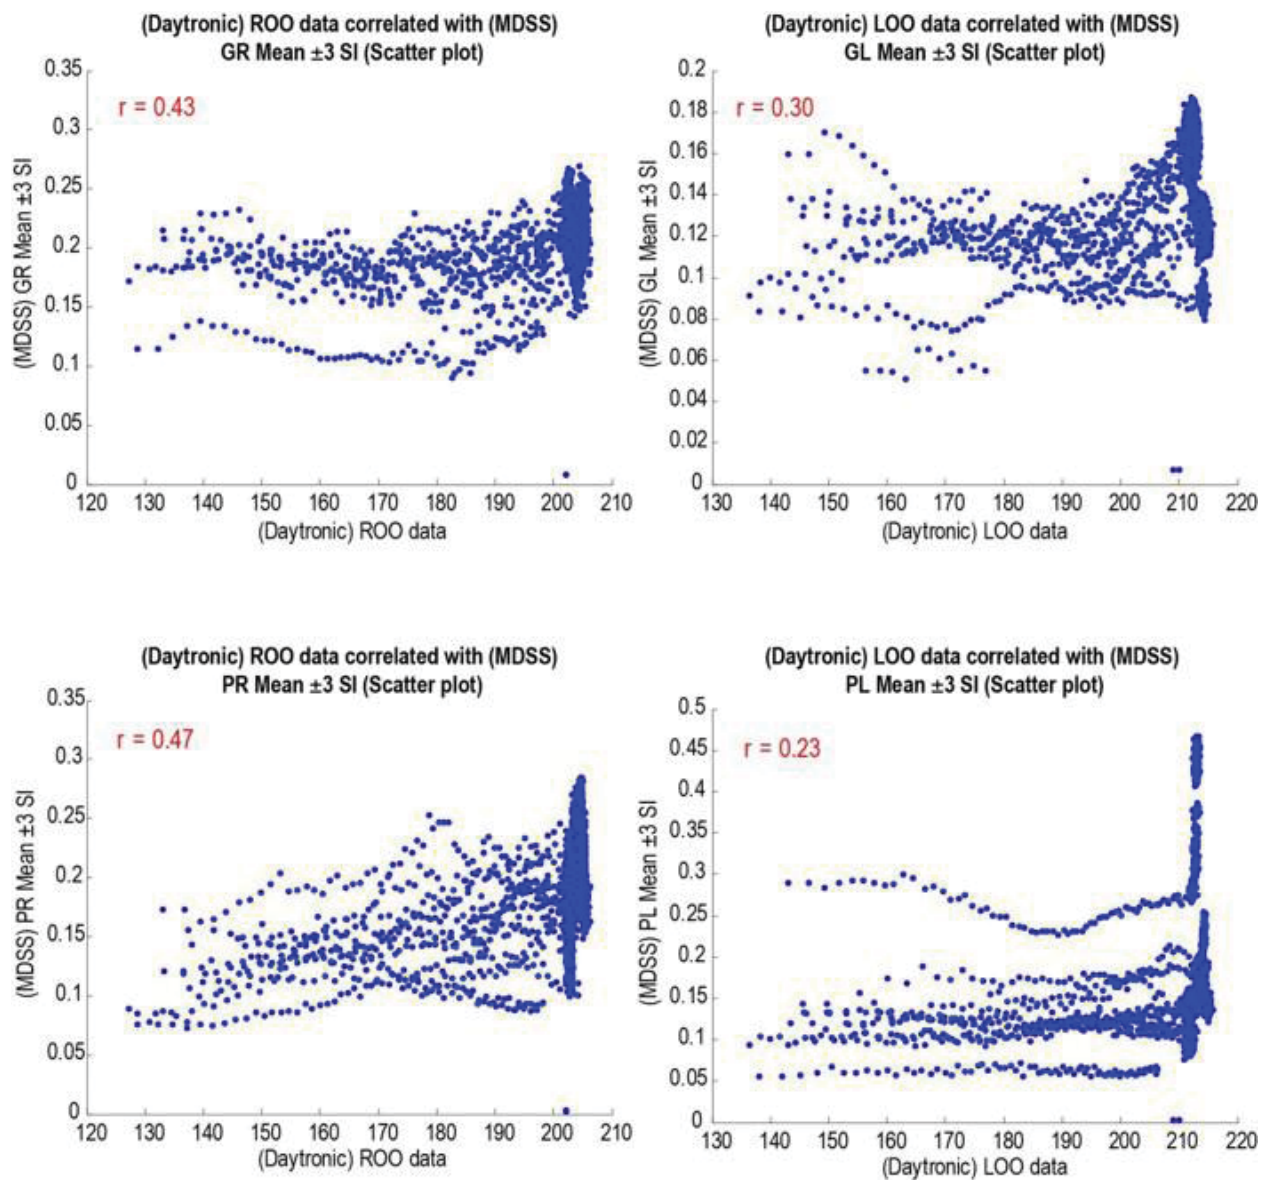 (Daytronic) ROO data correlated with (MDSS)
GR Mean ±3 SI (Scatter plot)
0.35
r = 0.43
0.3
0.25
0.2
0.15
0.1
0.05
0
(MDSS) GR Mean ±3 SI
120 130 140 150 160 170 180 190 200 210
(Daytronic) ROO data
(Daytronic) LOO data correlated with (MDSS)
GL Mean ±3 SI (Scatter plot)
0.2
0.18
r = 0.30
0.16
0.14
0.12
0.1
0.08
0.06
0.04
0.02
0
(MDSS) GL Mean ±3 SI
130 140 150 160 170 180 190 200 210 220
(Daytronic) LOO data
(Daytronic) ROO data correlated with (MDSS)
PR Mean ±3 SI (Scatter plot)
0.35
r = 0.47
0.3
0.25
0.2
0.15
0.1
0.05
0
(MDSS) PR Mean ±3 SI
120 130 140 150 160 170 180 190 200 210
(Daytronic) ROO data
(Daytronic) LOO data correlated with (MDSS)
PL Mean ±3 SI (Scatter plot)
0.5
0.45
r = 0.23
0.4
0.35
0.3
0.25
0.2
0.15
0.1
0.05
0
(MDSS) PL Mean ±3 SI
130 140 150 160 170 180 190 200 210 220
(Daytronic) LOO data